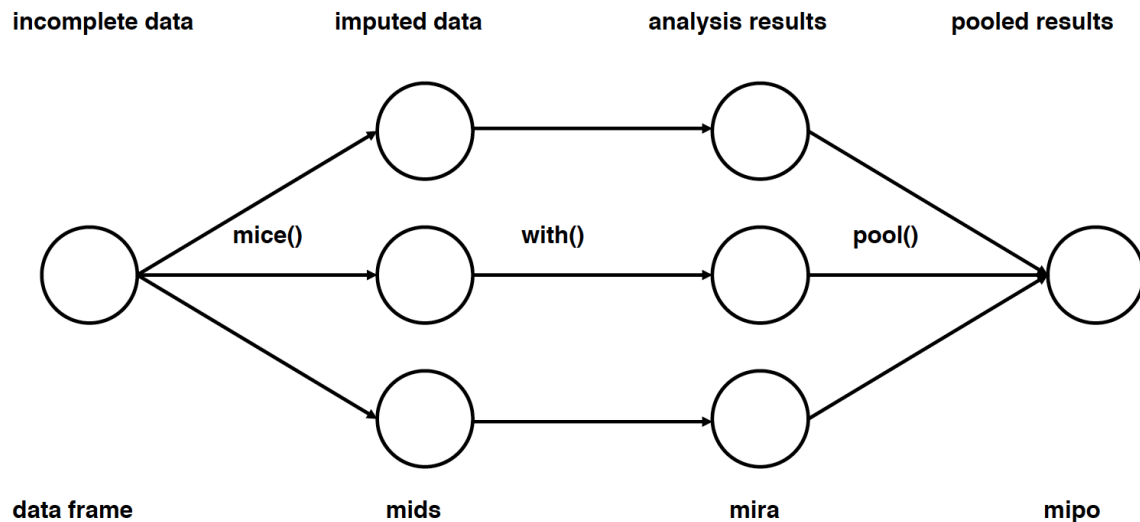 incomplete data imputed data analysis results pooled results
mice() with() pool()
data frame mids mira mipo